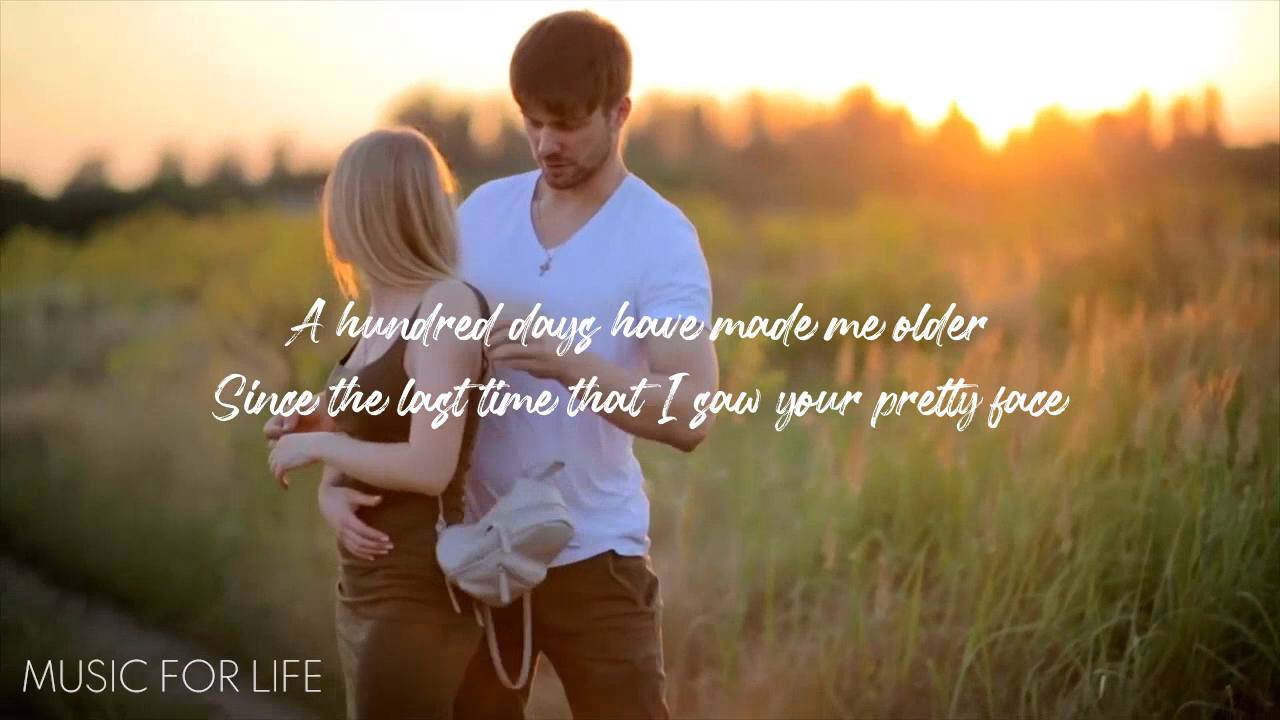 A hundred days have made me older
Since the last time that I saw your pretty face
MUSIC FOR LIFE